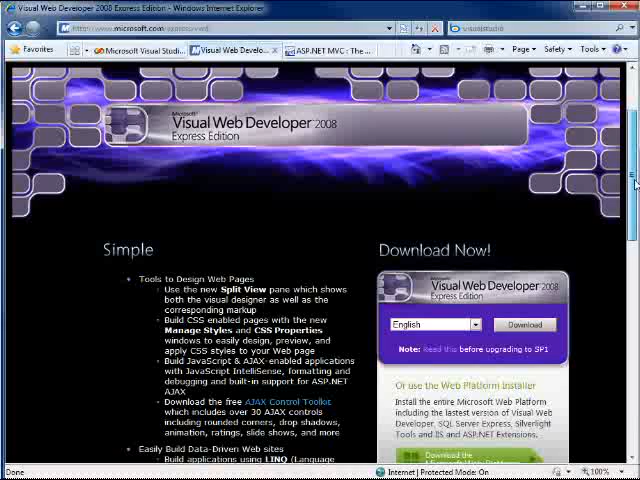 Visual Web Developer 2008 Express Edition - Windows Internet Explorer
http://www.microsoft.com/express/vwd/
visualstudio
Favorites
Microsoft Visual Studi...
Visual Web Develo...
ASP.NET MVC : The ...
Page
Safety
Tools
Microsoft
Visual Web Developer 2008
Express Edition
Simple
Tools to Design Web Pages
Use the new Split View pane which shows
both the visual designer as well as the
corresponding markup
Build CSS enabled pages with the new
Manage Styles and CSS Properties
windows to easily design, preview, and
apply CSS styles to your Web page
Build JavaScript & AJAX-enabled applications
with JavaScript IntelliSense, formatting and
debugging and built-in support for ASP.NET
AJAX
Download the free AJAX Control Toolkit
which includes over 30 AJAX controls
including rounded corners, drop shadows,
animation, ratings, slide shows, and more
Easily Build Data-Driven Web sites
Build applications using LINQ (Language
Download Now!
Microsoft
Visual Web Developer 2008
Express Edition
English
Download
Note: Read this before upgrading to SP1
Or use the Web Platform Installer
Install the entire Microsoft Web Platform
including the lastest version of Visual Web
Developer, SQL Server Express, Silverlight
Tools and IIS and ASP.NET Extensions.
Download the
Done
Internet | Protected Mode: On
100%